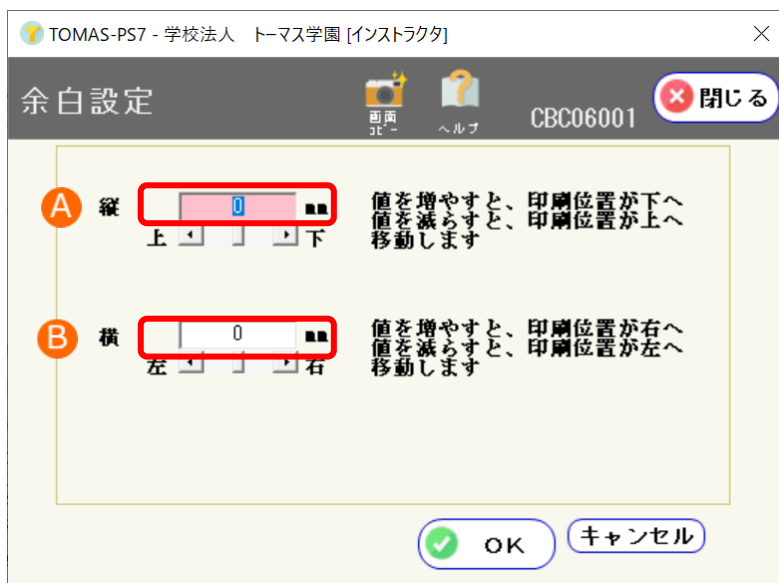 TOMAS-PS7 - 学校法人　トーマス学園 [インストラクタ]
余白設定
画面コピー
ヘルプ
CBC06001
閉じる
A 縦 0 mm
上 下
値を増やすと、印刷位置が下へ
値を減らすと、印刷位置が上へ
移動します
B 横 0 mm
左 右
値を増やすと、印刷位置が右へ
値を減らすと、印刷位置が左へ
移動します
OK
キャンセル